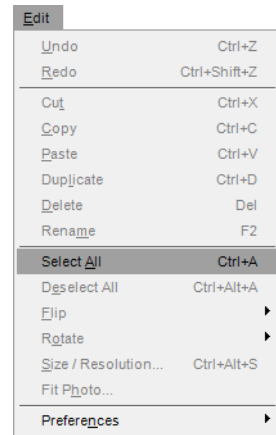 Edit
Undo Ctrl+Z
Redo Ctrl+Shift+Z
Cut Ctrl+X
Copy Ctrl+C
Paste Ctrl+V
Duplicate Ctrl+D
Delete Del
Rename F2
Select All Ctrl+A
Deselect All Ctrl+Alt+A
Flip
Rotate
Size / Resolution... Ctrl+Alt+S
Fit Photo...
Preferences